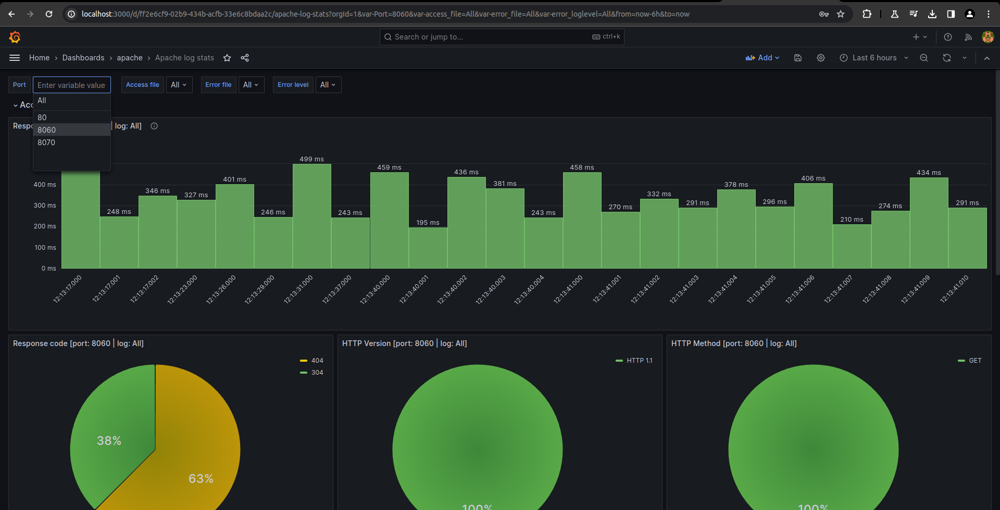 localhost:3000/d/ff2e6cf9-02b9-434b-acfb-33e6c8bdaa2c/apache-log-stats?orgId=1&var-Port=8060&var-access_file=All&var-error_file=All&var-error_loglevel=All&from=now-6h&to=now
Search or jump to... ctrl+k
Home › Dashboards › apache › Apache log stats Add Last 6 hours
Port Enter variable value Access file All Error file All Error level All
All
Acc
80
Resp | log: All]
8060
8070
499 ms
459 ms
458 ms
436 ms
434 ms
406 ms
401 ms
381 ms
378 ms
346 ms
327 ms
332 ms
291 ms
296 ms
274 ms
291 ms
270 ms
248 ms
246 ms
243 ms
243 ms
210 ms
195 ms
400 ms
300 ms
200 ms
100 ms
0 ms
12:13:17.000 12:13:17.001 12:13:17.002 12:13:23.000 12:13:26.000 12:13:29.000 12:13:31.000 12:13:37.000 12:13:40.000 12:13:40.001 12:13:40.002 12:13:40.003 12:13:40.004 12:13:41.000 12:13:41.001 12:13:41.002 12:13:41.003 12:13:41.004 12:13:41.005 12:13:41.006 12:13:41.007 12:13:41.008 12:13:41.009 12:13:41.010
Response code [port: 8060 | log: All]
404
304
38%
63%
HTTP Version [port: 8060 | log: All]
HTTP 1.1
100%
HTTP Method [port: 8060 | log: All]
GET
100%